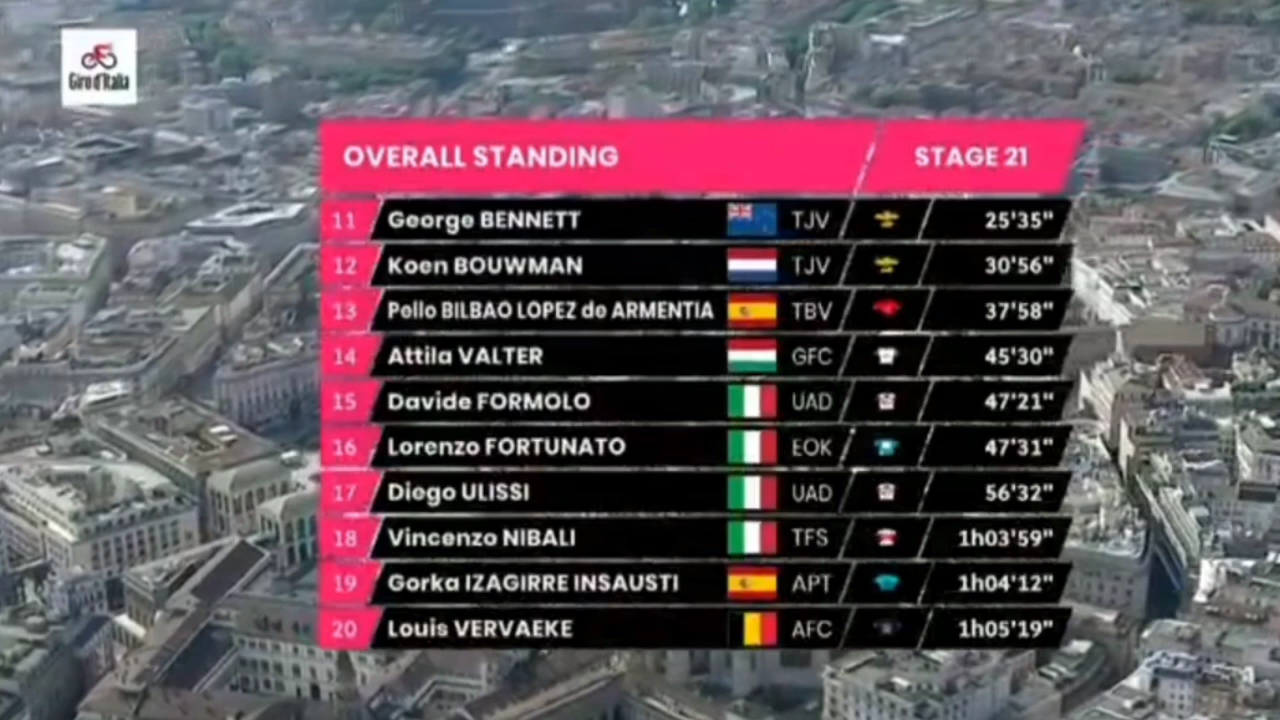 Giro d'Italia
OVERALL STANDING STAGE 21
11 George BENNETT TJV 25'35"
12 Koen BOUWMAN TJV 30'56"
13 Pello BILBAO LOPEZ de ARMENTIA TBV 37'58"
14 Attila VALTER GFC 45'30"
15 Davide FORMOLO UAD 47'21"
16 Lorenzo FORTUNATO EOK 47'31"
17 Diego ULISSI UAD 56'32"
18 Vincenzo NIBALI TFS 1h03'59"
19 Gorka IZAGIRRE INSAUSTI APT 1h04'12"
20 Louis VERVAEKE AFC 1h05'19"